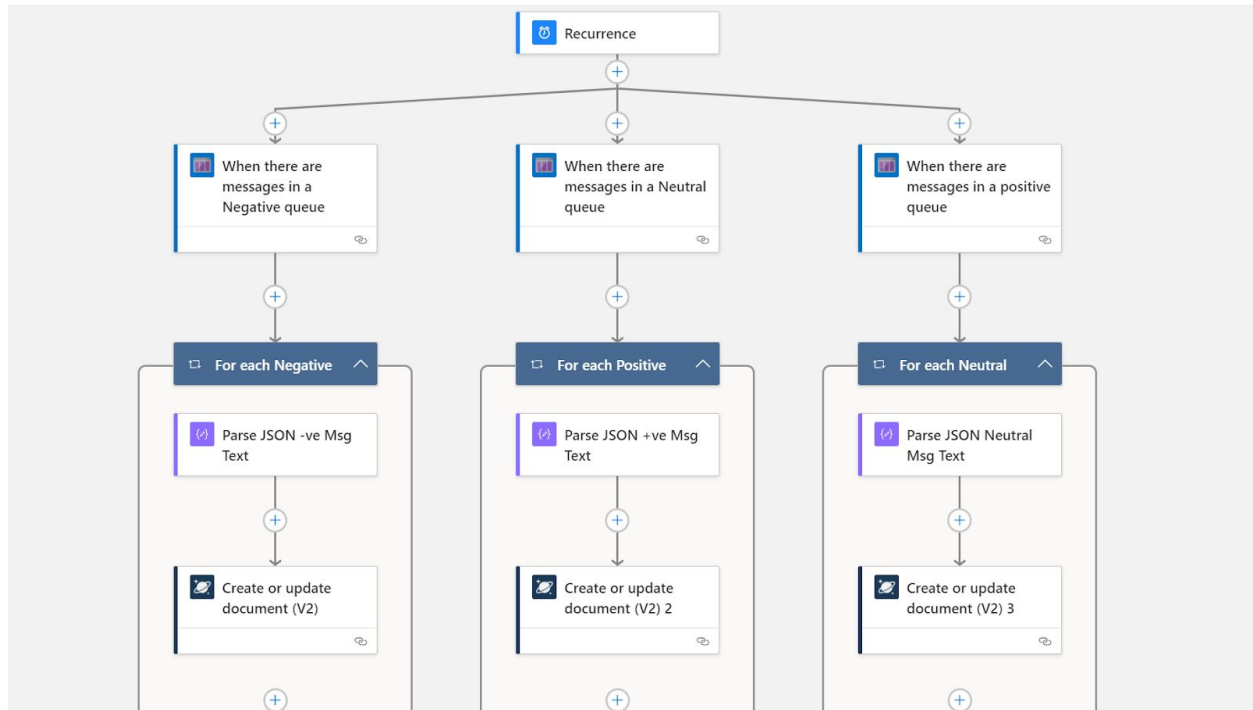 Recurrence
When there are
messages in a
Negative queue
When there are
messages in a Neutral
queue
When there are
messages in a positive
queue
For each Negative
For each Positive
For each Neutral
Parse JSON -ve Msg
Text
Parse JSON +ve Msg
Text
Parse JSON Neutral
Msg Text
Create or update
document (V2)
Create or update
document (V2) 2
Create or update
document (V2) 3